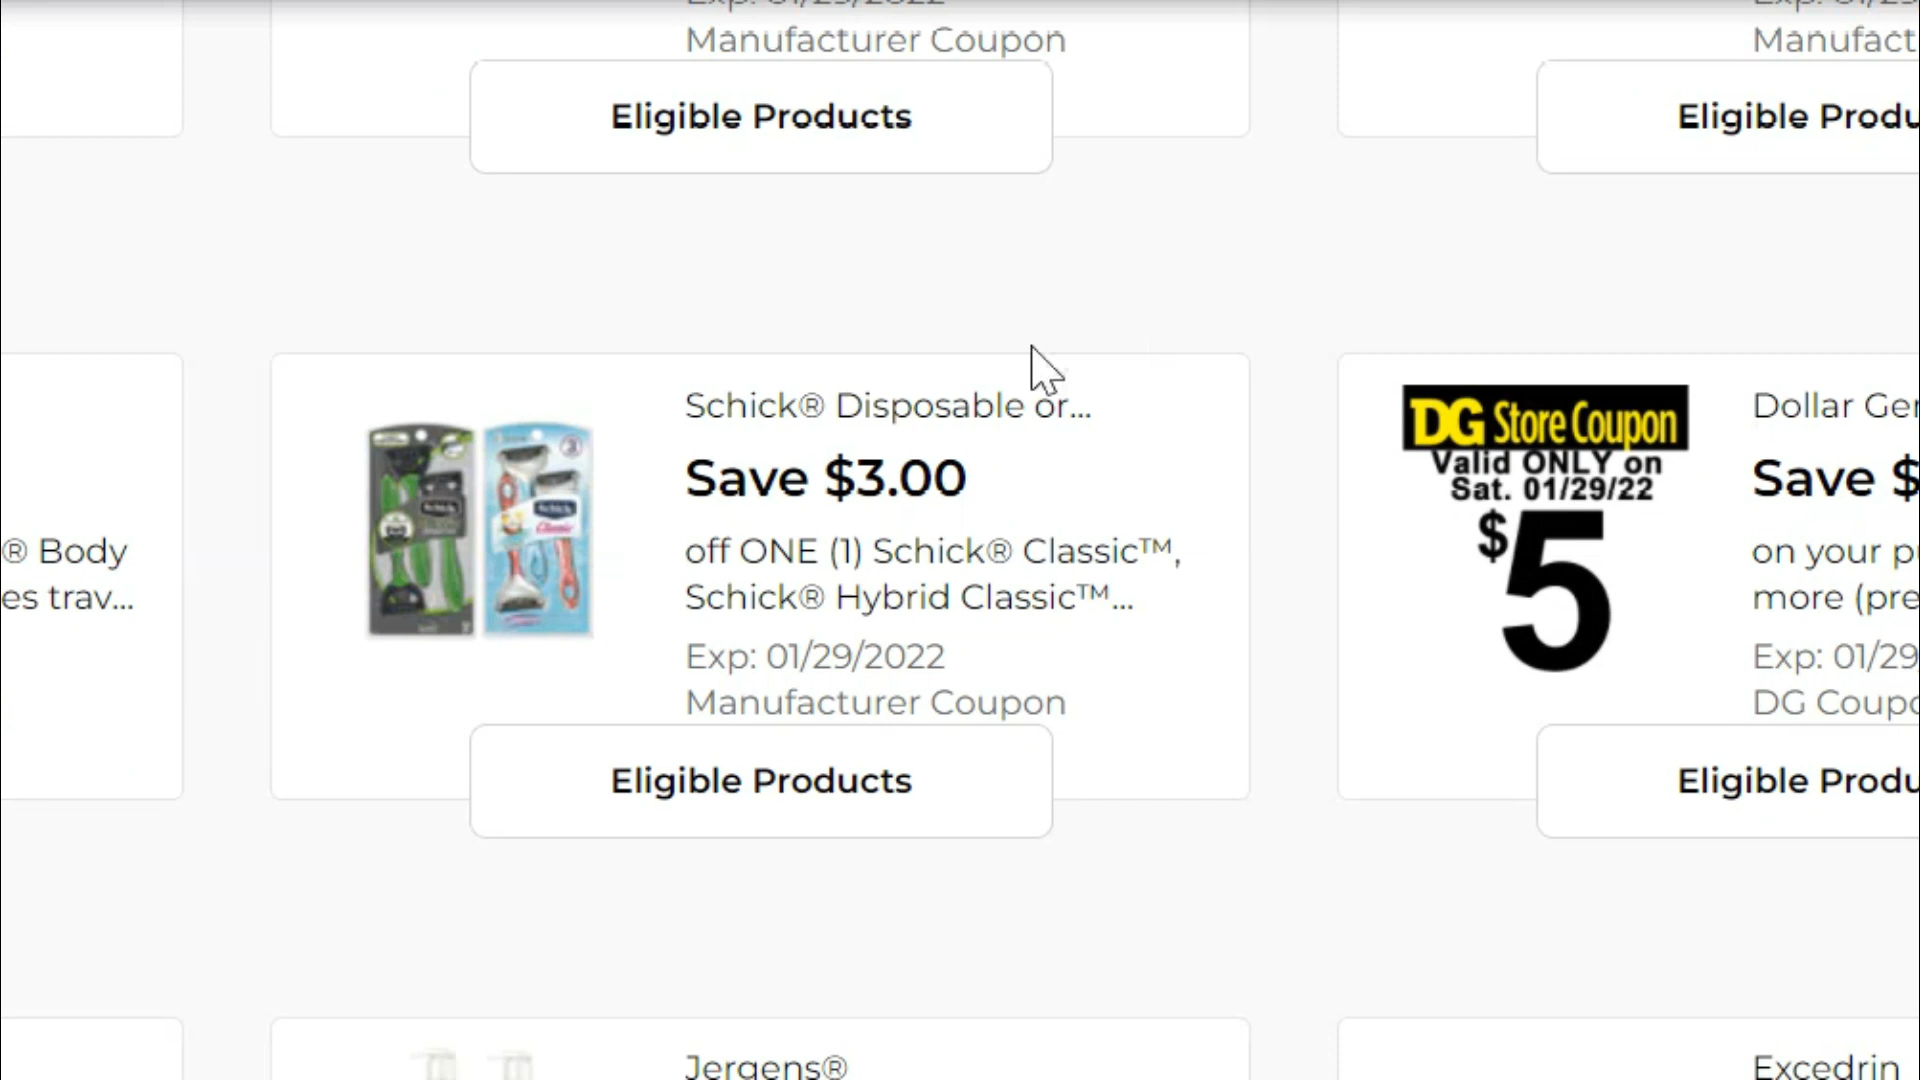 Manufacturer Coupon
Eligible Products
Manufact
Eligible Produ
® Body
es trav...
Schick® Disposable or...
Save $3.00
off ONE (1) Schick® Classic™,
Schick® Hybrid Classic™...
Exp: 01/29/2022
Manufacturer Coupon
Eligible Products
DG Store Coupon
Valid ONLY on
Sat. 01/29/22
$5
Dollar Ger
Save $
on your p
more (pre
Exp: 01/29
DG Coupo
Eligible Produ
Jergens®
Excedrin